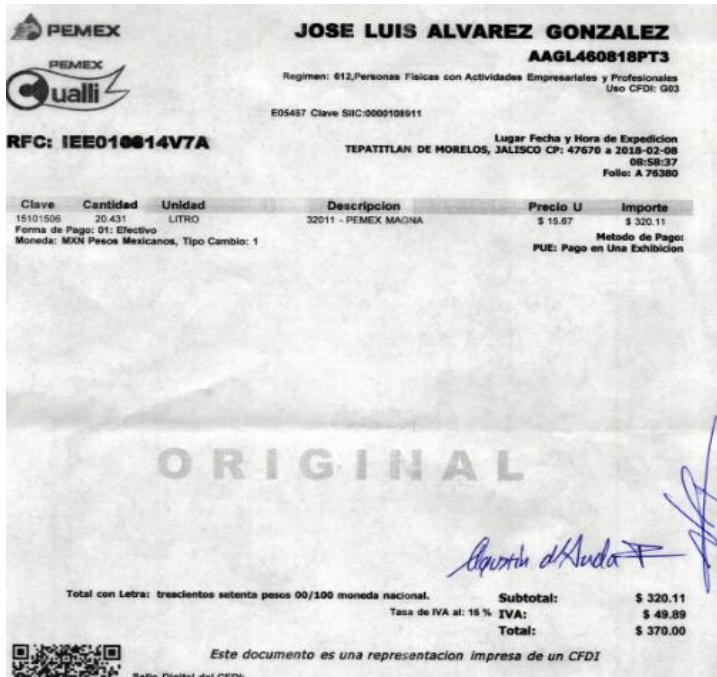 PEMEX
JOSE LUIS ALVAREZ GONZALEZ
AAGL460818PT3
PEMEX
Qualli
Regimen: 612,Personas Fisicas con Actividades Empresariales y Profesionales
Uso CFDI: G03
E05457 Clave SIIC:0000108911
RFC: IEE010614V7A
Lugar Fecha y Hora de Expedicion
TEPATITLAN DE MORELOS, JALISCO CP: 47670 a 2018-02-08
08:58:37
Folio: A 76380
Clave Cantidad Unidad Descripcion Precio U Importe
15101506 20.431 LITRO 32011 - PEMEX MAGNA $ 15.67 $ 320.11
Forma de Pago: 01: Efectivo
Moneda: MXN Pesos Mexicanos, Tipo Cambio: 1
Metodo de Pago:
PUE: Pago en Una Exhibicion
ORIGINAL
Agustín d'Anda
Total con Letra: trescientos setenta pesos 00/100 moneda nacional.
Subtotal: $ 320.11
Tasa de IVA al: 16 % IVA: $ 49.89
Total: $ 370.00
Este documento es una representacion impresa de un CFDI
Sello Digital del CFDI: